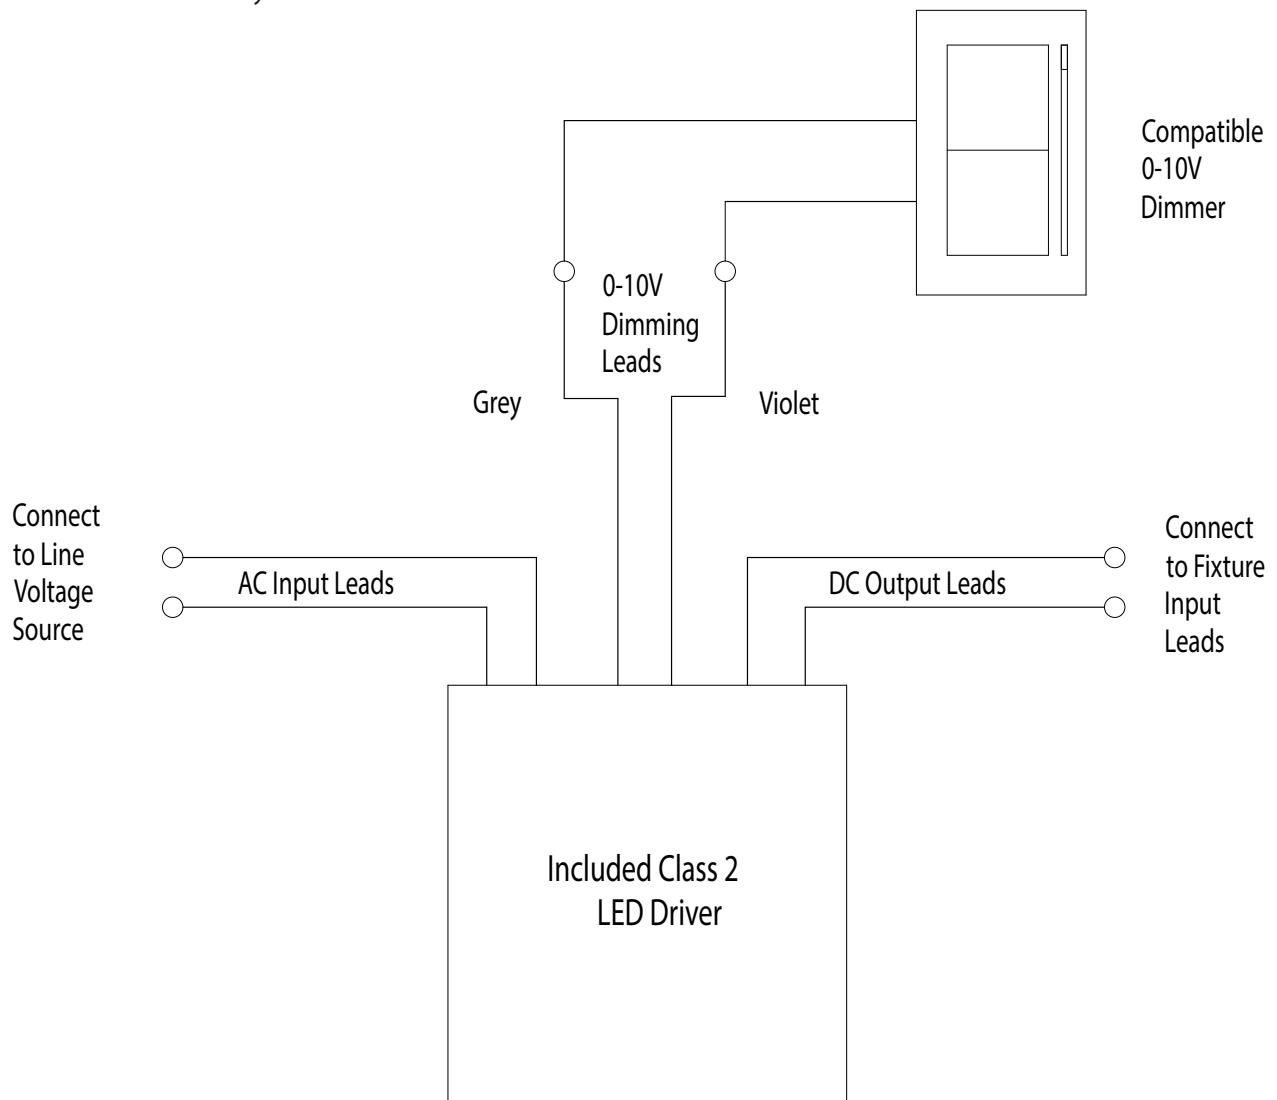 Compatible
0-10V
Dimmer
0-10V
Dimming
Leads
Grey
Violet
Connect
to Line
Voltage
Source
AC Input Leads
DC Output Leads
Connect
to Fixture
Input
Leads
Included Class 2
LED Driver